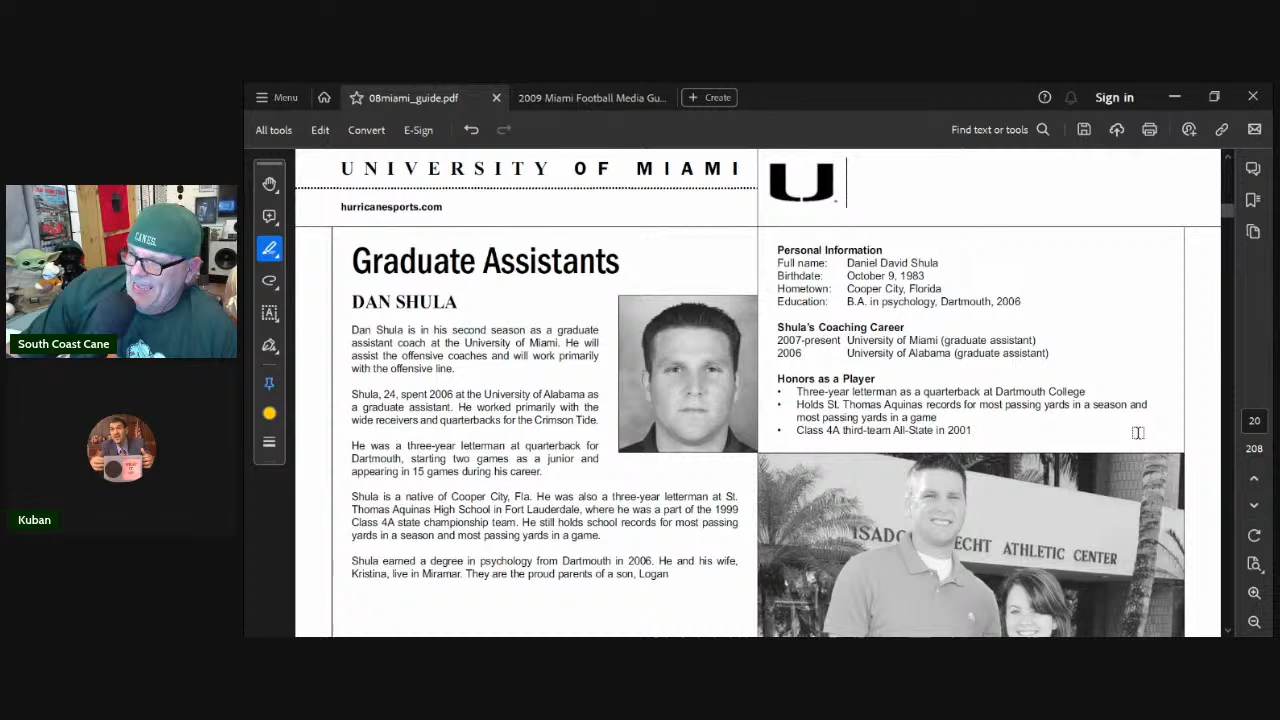 Menu
08miami_guide.pdf
2009 Miami Football Media Gu...
Create
Sign in
All tools
Edit
Convert
E-Sign
Find text or tools
UNIVERSITY OF MIAMI
U
hurricanesports.com
Graduate Assistants
DAN SHULA
Dan Shula is in his second season as a graduate
assistant coach at the University of Miami. He will
assist the offensive coaches and will work primarily
with the offensive line.
Shula, 24, spent 2006 at the University of Alabama as
a graduate assistant. He worked primarily with the
wide receivers and quarterbacks for the Crimson Tide.
He was a three-year letterman at quarterback for
Dartmouth, starting two games as a junior and
appearing in 15 games during his career.
Shula is a native of Cooper City, Fla. He was also a three-year letterman at St.
Thomas Aquinas High School in Fort Lauderdale, where he was a part of the 1999
Class 4A state championship team. He still holds school records for most passing
yards in a season and most passing yards in a game.
Shula earned a degree in psychology from Dartmouth in 2006. He and his wife,
Kristina, live in Miramar. They are the proud parents of a son, Logan
Personal Information
Full name: Daniel David Shula
Birthdate: October 9, 1983
Hometown: Cooper City, Florida
Education: B.A. in psychology, Dartmouth, 2006
Shula's Coaching Career
2007-present University of Miami (graduate assistant)
2006 University of Alabama (graduate assistant)
Honors as a Player
• Three-year letterman as a quarterback at Dartmouth College
• Holds St. Thomas Aquinas records for most passing yards in a season and
most passing yards in a game
• Class 4A third-team All-State in 2001
ISADO
ECHT ATHLETIC CENTER
20
208
CANES.
South Coast Cane
Kuban